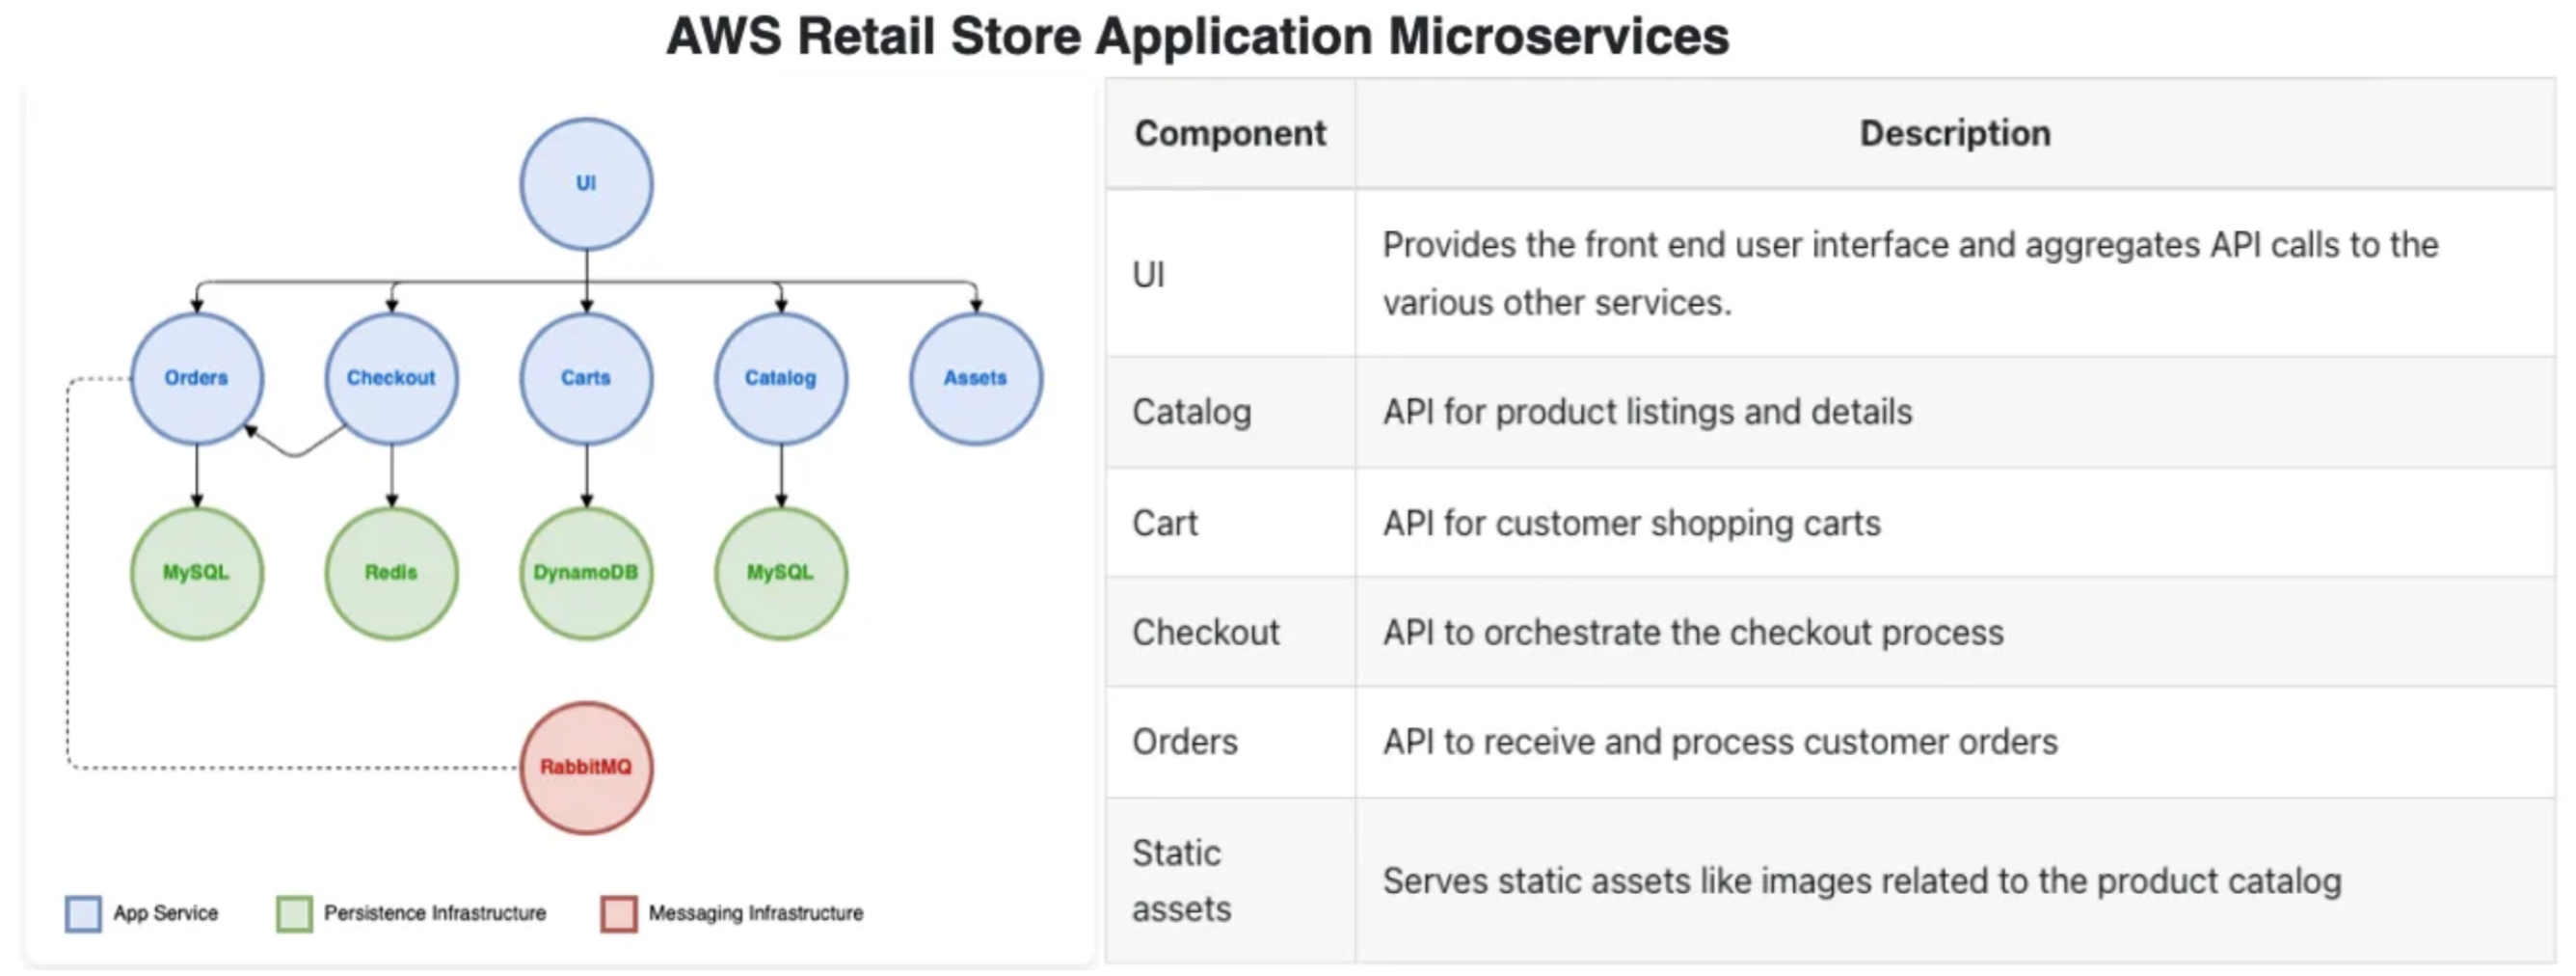 AWS Retail Store Application Microservices
UI
Orders
Checkout
Carts
Catalog
Assets
MySQL
Redis
DynamoDB
MySQL
RabbitMQ
App Service
Persistence Infrastructure
Messaging Infrastructure
Component
Description
UI
Provides the front end user interface and aggregates API calls to the
various other services.
Catalog
API for product listings and details
Cart
API for customer shopping carts
Checkout
API to orchestrate the checkout process
Orders
API to receive and process customer orders
Static
assets
Serves static assets like images related to the product catalog